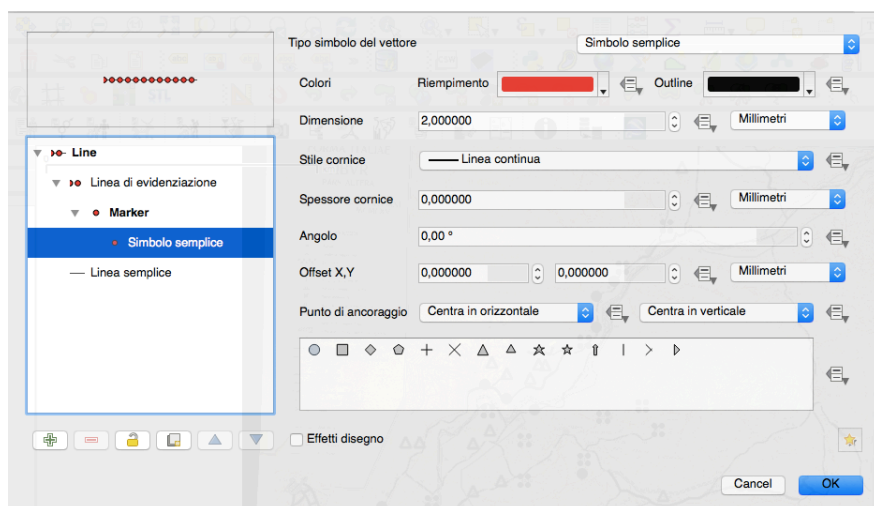 Tipo simbolo del vettore Simbolo semplice
Colori Riempimento Outline
Dimensione 2,000000 Millimetri
Line
Stile cornice Linea continua
Linea di evidenziazione
Spessore cornice 0,000000 Millimetri
Marker
Angolo 0,00 °
Simbolo semplice
Offset X,Y 0,000000 0,000000 Millimetri
Linea semplice
Punto di ancoraggio Centra in orizzontale Centra in verticale
Effetti disegno
Cancel OK